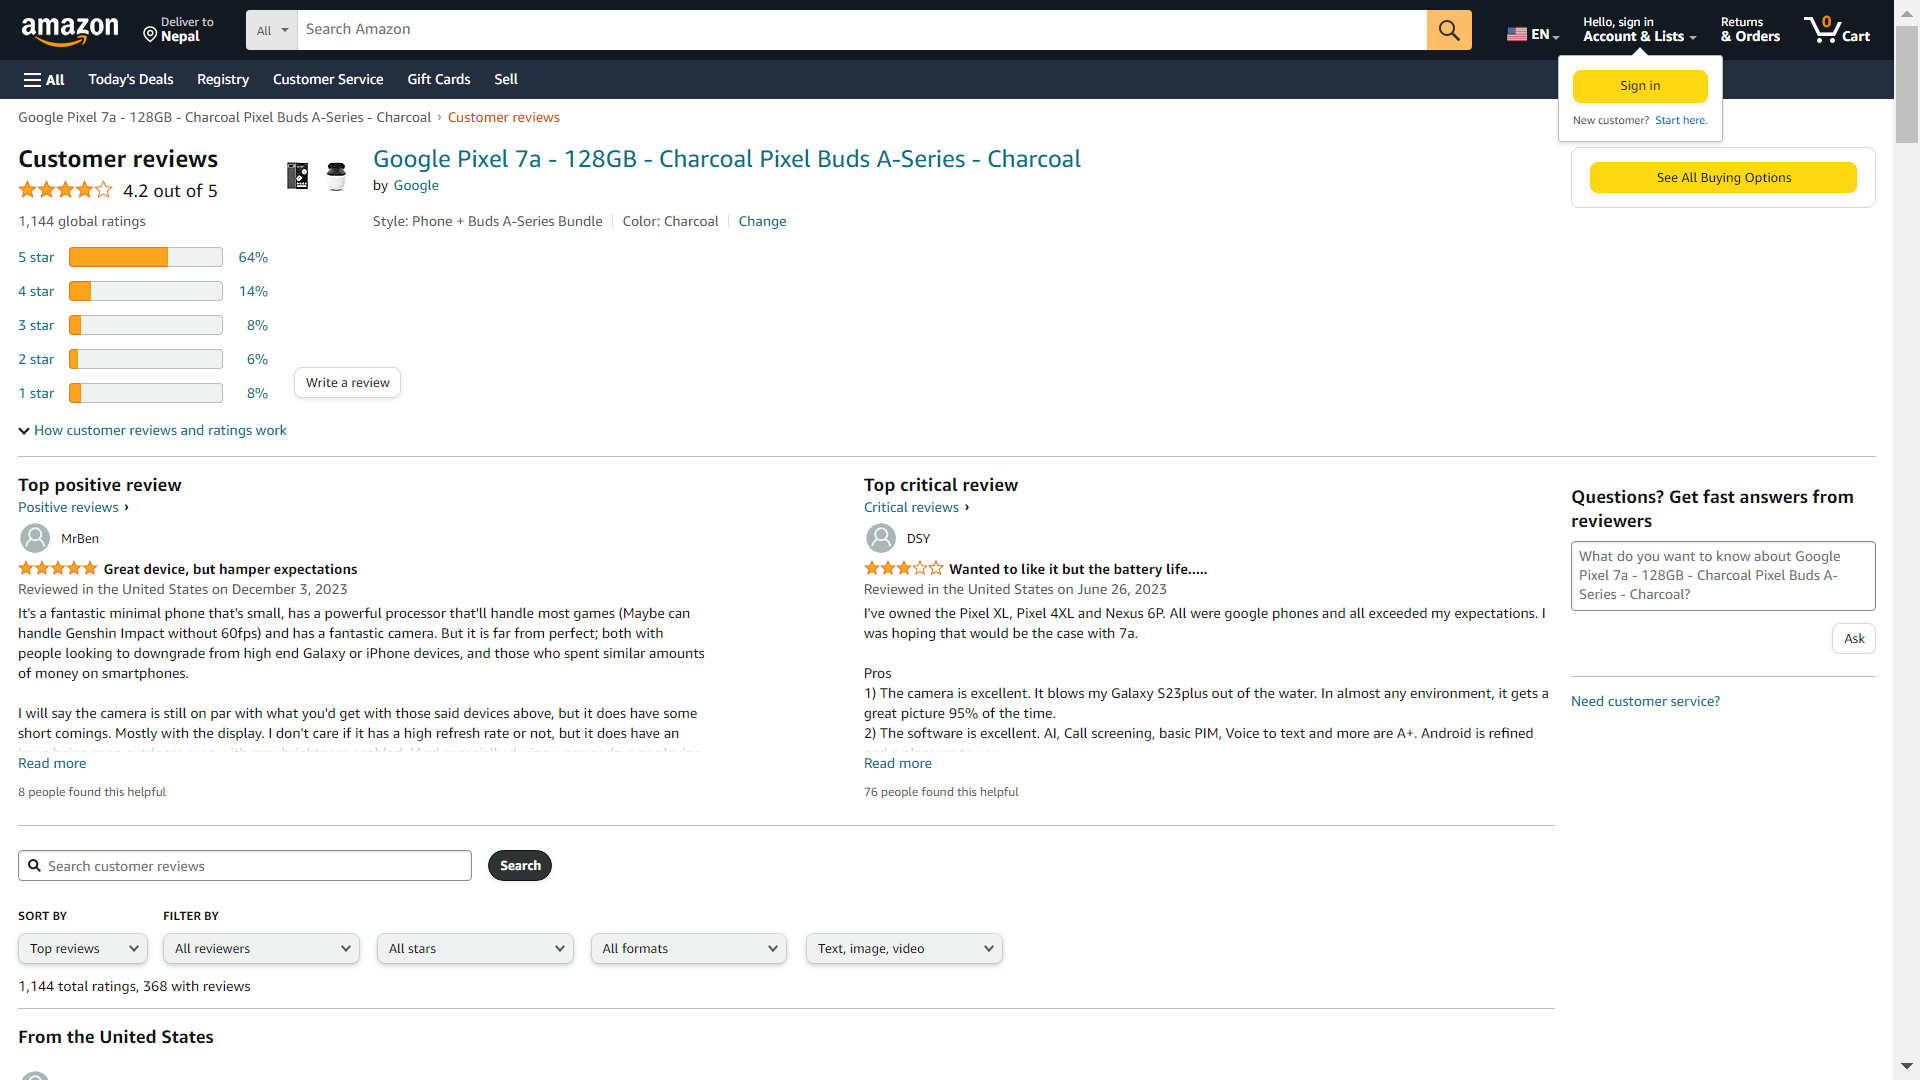 amazon
Deliver to
Nepal
All
Search Amazon
EN
Hello, sign in
Account & Lists
Returns
& Orders
0
Cart
All
Today's Deals
Registry
Customer Service
Gift Cards
Sell
Sign in
New customer? Start here.
Google Pixel 7a - 128GB - Charcoal Pixel Buds A-Series - Charcoal › Customer reviews
Customer reviews
4.2 out of 5
1,144 global ratings
5 star 64%
4 star 14%
3 star 8%
2 star 6%
1 star 8%
How customer reviews and ratings work
Google Pixel 7a - 128GB - Charcoal Pixel Buds A-Series - Charcoal
by Google
Style: Phone + Buds A-Series Bundle
Color: Charcoal
Change
Write a review
See All Buying Options
Top positive review
Positive reviews ›
MrBen
Great device, but hamper expectations
Reviewed in the United States on December 3, 2023
It's a fantastic minimal phone that's small, has a powerful processor that'll handle most games (Maybe can
handle Genshin Impact without 60fps) and has a fantastic camera. But it is far from perfect; both with
people looking to downgrade from high end Galaxy or iPhone devices, and those who spent similar amounts
of money on smartphones.
I will say the camera is still on par with what you'd get with those said devices above, but it does have some
short comings. Mostly with the display. I don't care if it has a high refresh rate or not, but it does have an
Read more
8 people found this helpful
Top critical review
Critical reviews ›
DSY
Wanted to like it but the battery life.....
Reviewed in the United States on June 26, 2023
I've owned the Pixel XL, Pixel 4XL and Nexus 6P. All were google phones and all exceeded my expectations. I
was hoping that would be the case with 7a.
Pros
1) The camera is excellent. It blows my Galaxy S23plus out of the water. In almost any environment, it gets a
great picture 95% of the time.
2) The software is excellent. AI, Call screening, basic PIM, Voice to text and more are A+. Android is refined
Read more
76 people found this helpful
Questions? Get fast answers from
reviewers
What do you want to know about Google
Pixel 7a - 128GB - Charcoal Pixel Buds A-
Series - Charcoal?
Ask
Need customer service?
Search customer reviews
Search
SORT BY
FILTER BY
Top reviews
All reviewers
All stars
All formats
Text, image, video
1,144 total ratings, 368 with reviews
From the United States